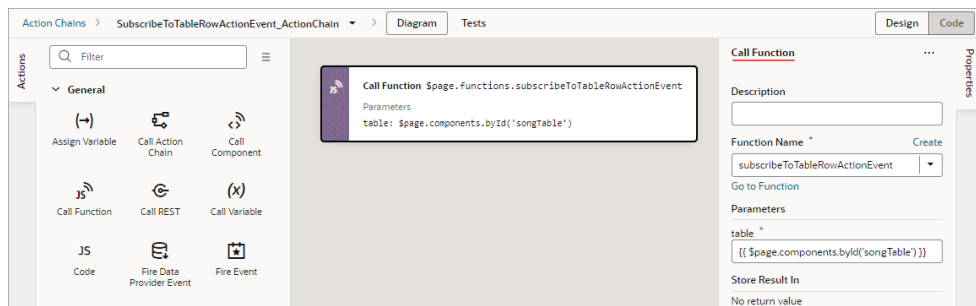 Action Chains > SubscribeToTableRowActionEvent_ActionChain > Diagram Tests Design Code
Actions
Filter
General
Assign Variable
Call Action Chain
Call Component
JS
Call Function
Call REST
(x)
Call Variable
JS
Code
Fire Data Provider Event
Fire Event
JS
Call Function $page.functions.subscribeToTableRowActionEvent
Parameters
table: $page.components.byId('songTable')
Call Function ...
Description
Function Name *
Create
subscribeToTableRowActionEvent
Go to Function
Parameters
table *
{{ $page.components.byId('songTable') }}
Store Result In
No return value
Properties